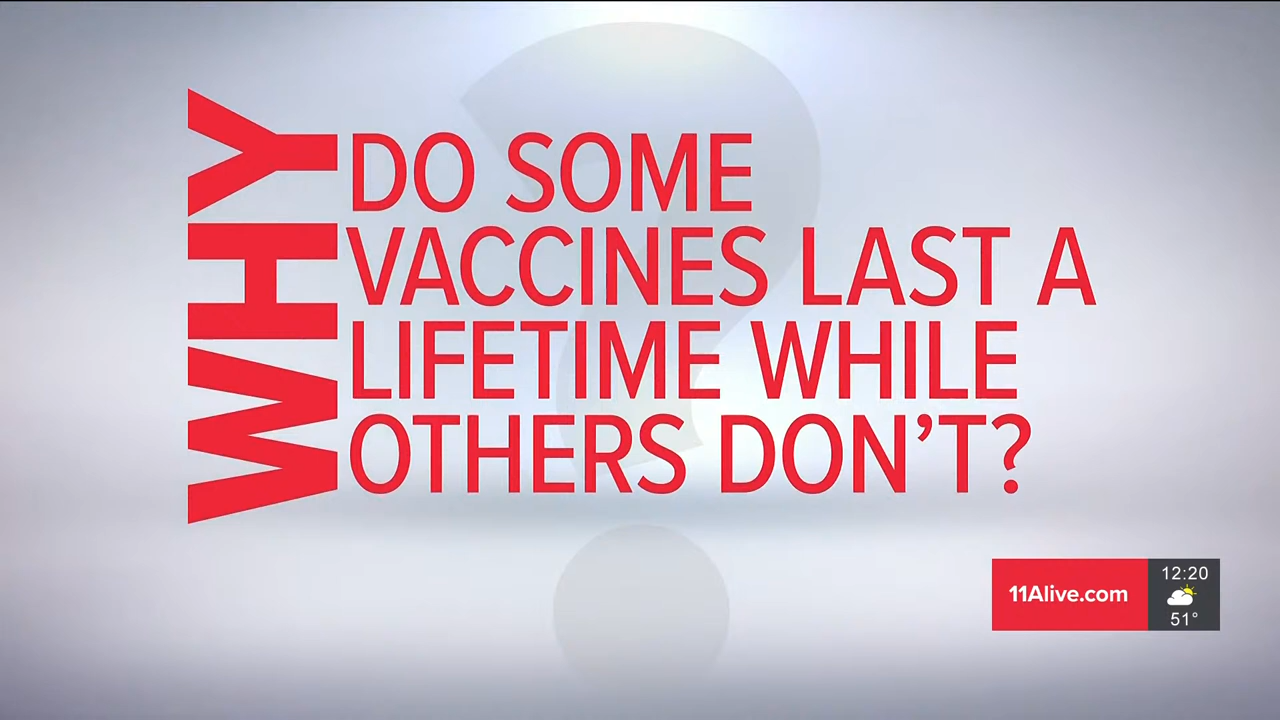 WHY
DO SOME
VACCINES LAST A
LIFETIME WHILE
OTHERS DON'T?
11Alive.com
12:20
51°